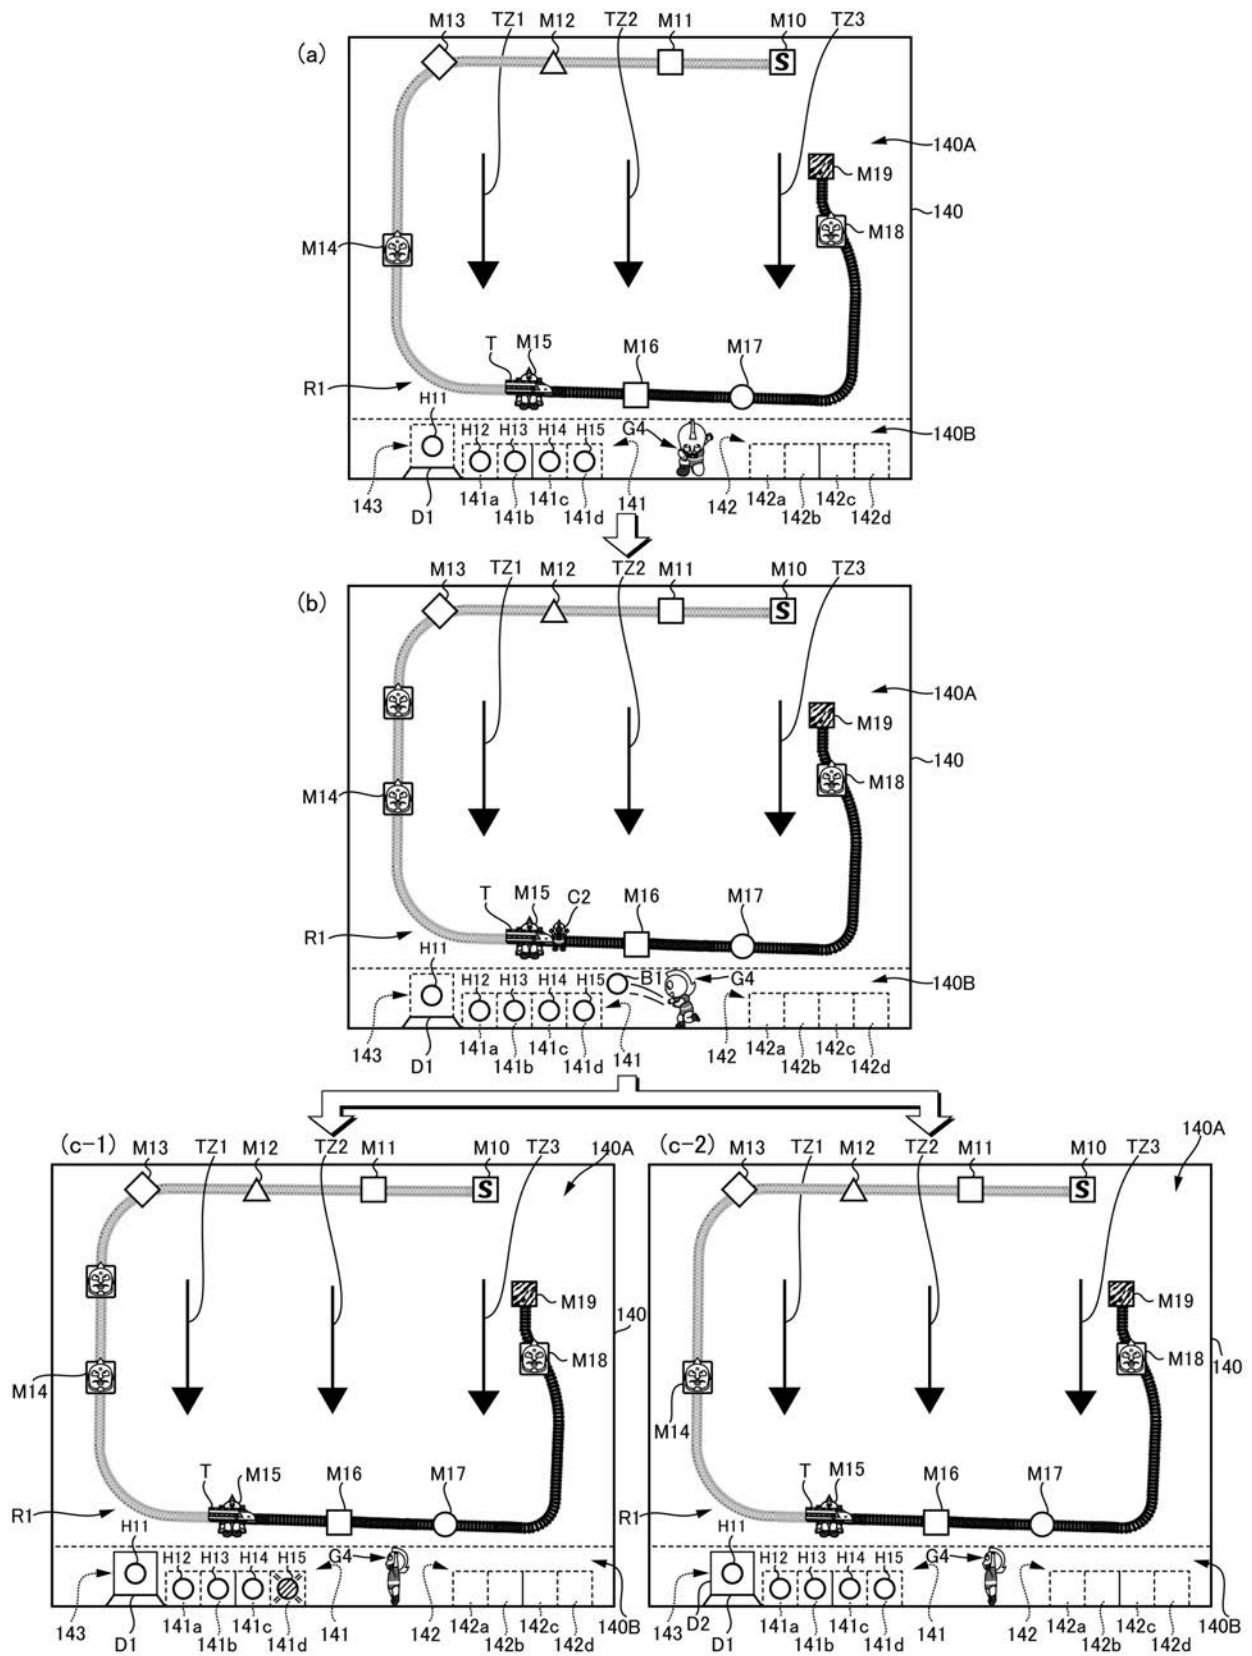 M13 TZ1 M12 TZ2 M11 M10 TZ3
(a)
S
140A
M19
140
M14
M18
T M15
M16 M17
R1
H11
H12 H13 H14 H15 G4
140B
143
D1
141a 141b 141c 141d 141 142 142a 142b 142c 142d
M13 TZ1 M12 TZ2 M11 M10 TZ3
(b)
S
140A
M19
140
M14
M18
T M15 C2
M16 M17
R1
H11
H12 H13 H14 H15 B1 G4
140B
143
D1
141a 141b 141c 141d 141 142 142a 142b 142c 142d
(c-1)
M13 TZ1 M12 TZ2 M11 M10 TZ3 140A
S
M19
140
M14
M18
T M15
M16 M17
R1
H11
H12 H13 H14 H15 G4
143
D1
141a 141b 141c 141d 141 142 142a 142b 142c 142d 140B
(c-2)
M13 TZ1 M12 TZ2 M11 M10 TZ3 140A
S
M19
140
M14
M18
T M15
M16 M17
R1
H11
H12 H13 H14 H15 G4
143 D2
D1
141a 141b 141c 141d 141 142 142a 142b 142c 142d 140B